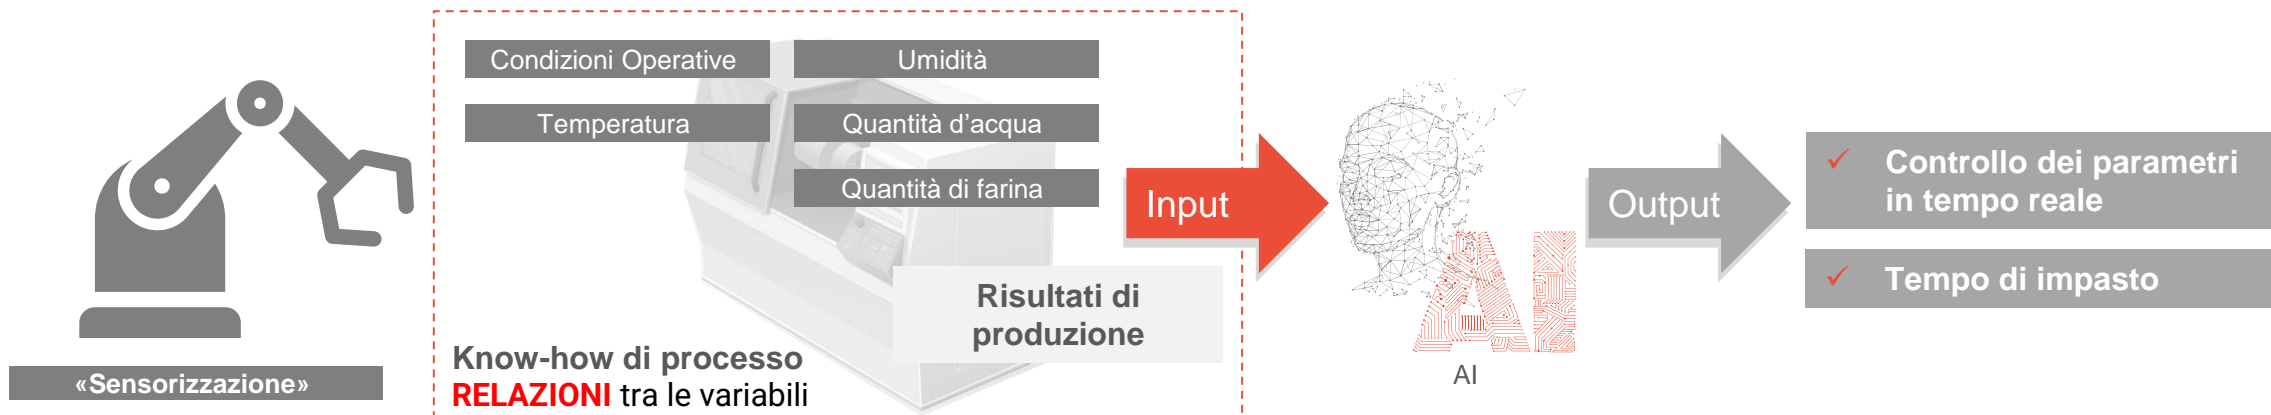 Condizioni Operative
Umidità
Temperatura
Quantità d’acqua
Quantità di farina
Risultati di
produzione
Know-how di processo
RELAZIONI tra le variabili
«Sensorizzazione»
Input
AI
AI
Output
✓ Controllo dei parametri
in tempo reale
✓ Tempo di impasto